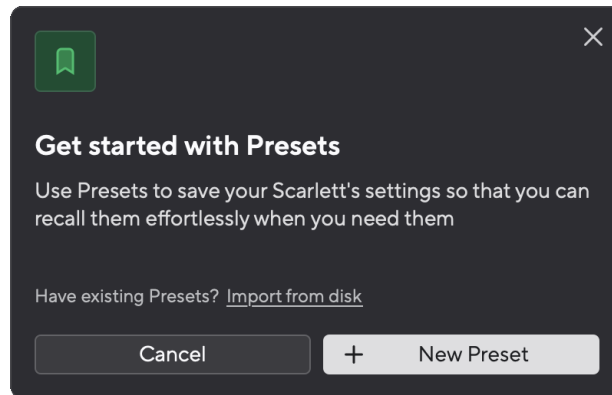 Get started with Presets
Use Presets to save your Scarlett's settings so that you can
recall them effortlessly when you need them
Have existing Presets? Import from disk
Cancel
+ New Preset